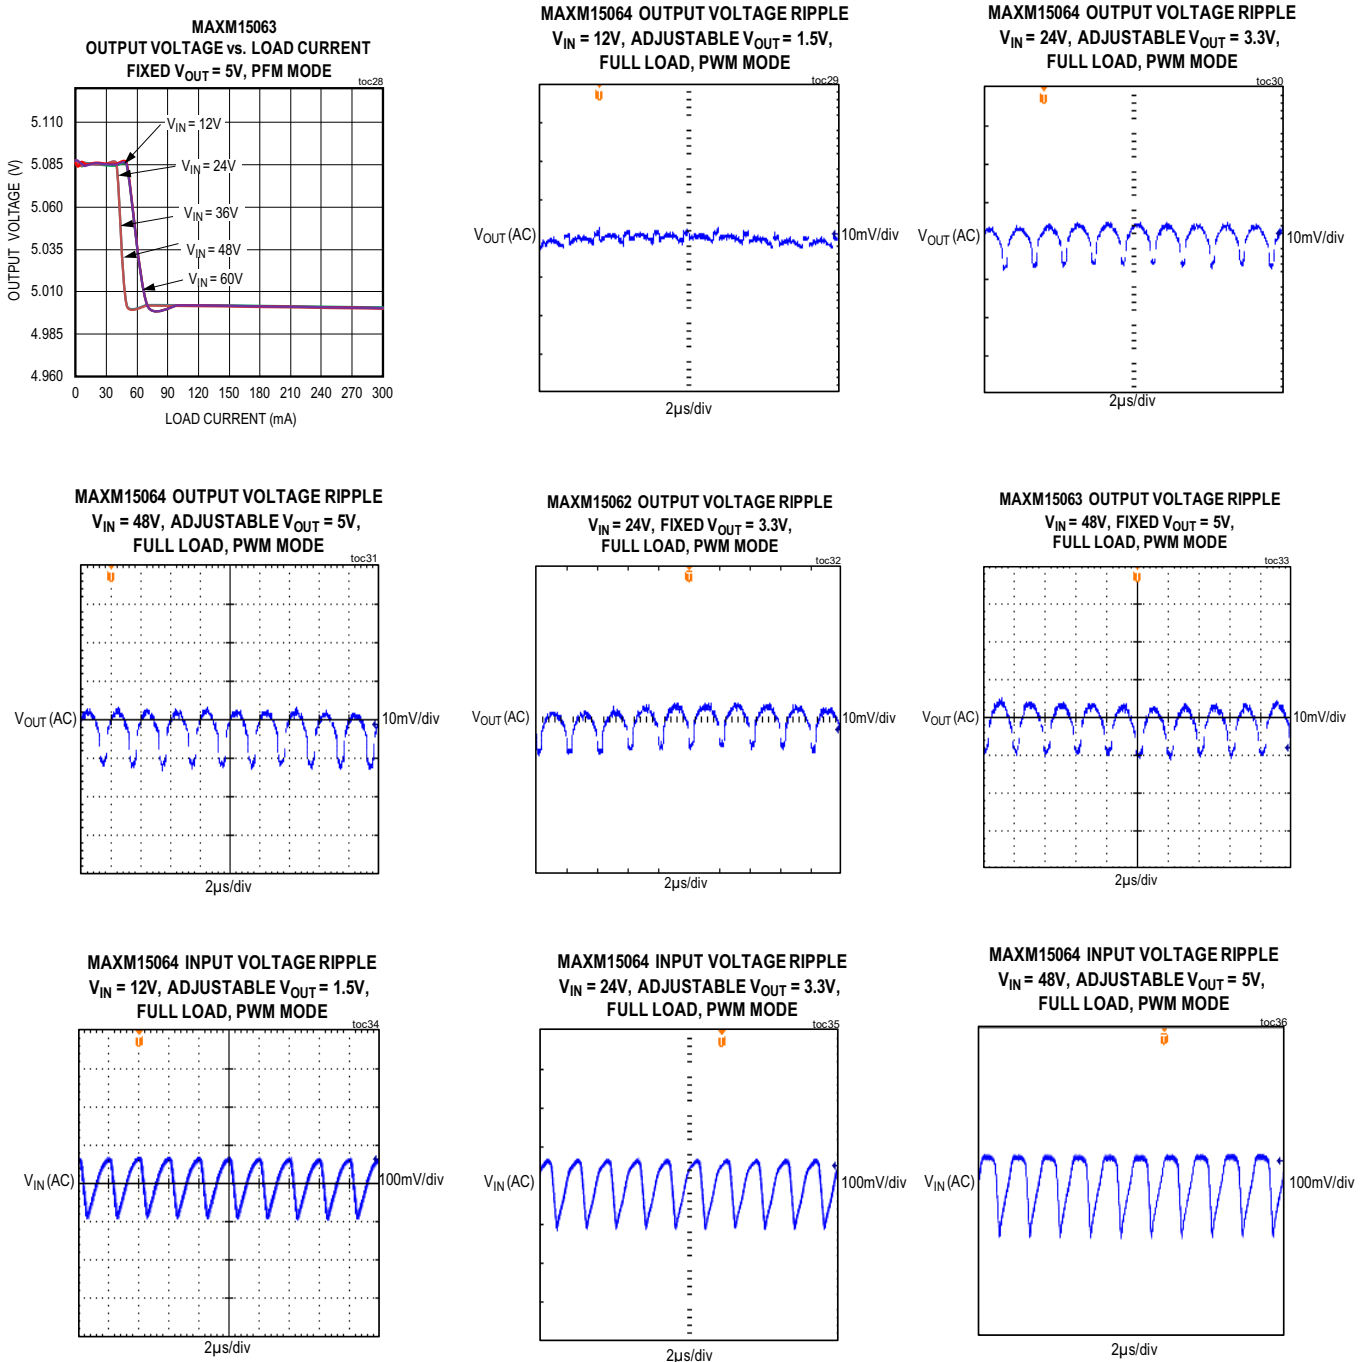 MAXM15063
OUTPUT VOLTAGE vs. LOAD CURRENT
FIXED VOUT = 5V, PFM MODE
toc28
OUTPUT VOLTAGE (V)
5.110
5.085
5.060
5.035
5.010
4.985
4.960
VIN = 12V
VIN = 24V
VIN = 36V
VIN = 48V
VIN = 60V
0 30 60 90 120 150 180 210 240 270 300
LOAD CURRENT (mA)
MAXM15064 OUTPUT VOLTAGE RIPPLE
VIN = 12V, ADJUSTABLE VOUT = 1.5V,
FULL LOAD, PWM MODE
toc29
T
VOUT (AC)
10mV/div
2µs/div
MAXM15064 OUTPUT VOLTAGE RIPPLE
VIN = 24V, ADJUSTABLE VOUT = 3.3V,
FULL LOAD, PWM MODE
toc30
T
VOUT (AC)
10mV/div
2µs/div
MAXM15064 OUTPUT VOLTAGE RIPPLE
VIN = 48V, ADJUSTABLE VOUT = 5V,
FULL LOAD, PWM MODE
toc31
T
VOUT (AC)
10mV/div
2µs/div
MAXM15062 OUTPUT VOLTAGE RIPPLE
VIN = 24V, FIXED VOUT = 3.3V,
FULL LOAD, PWM MODE
toc32
T
VOUT (AC)
10mV/div
2µs/div
MAXM15063 OUTPUT VOLTAGE RIPPLE
VIN = 48V, FIXED VOUT = 5V,
FULL LOAD, PWM MODE
toc33
T
VOUT (AC)
10mV/div
2µs/div
MAXM15064 INPUT VOLTAGE RIPPLE
VIN = 12V, ADJUSTABLE VOUT = 1.5V,
FULL LOAD, PWM MODE
toc34
T
VIN (AC)
100mV/div
2µs/div
MAXM15064 INPUT VOLTAGE RIPPLE
VIN = 24V, ADJUSTABLE VOUT = 3.3V,
FULL LOAD, PWM MODE
toc35
T
VIN (AC)
100mV/div
2µs/div
MAXM15064 INPUT VOLTAGE RIPPLE
VIN = 48V, ADJUSTABLE VOUT = 5V,
FULL LOAD, PWM MODE
toc36
T
VIN (AC)
100mV/div
2µs/div